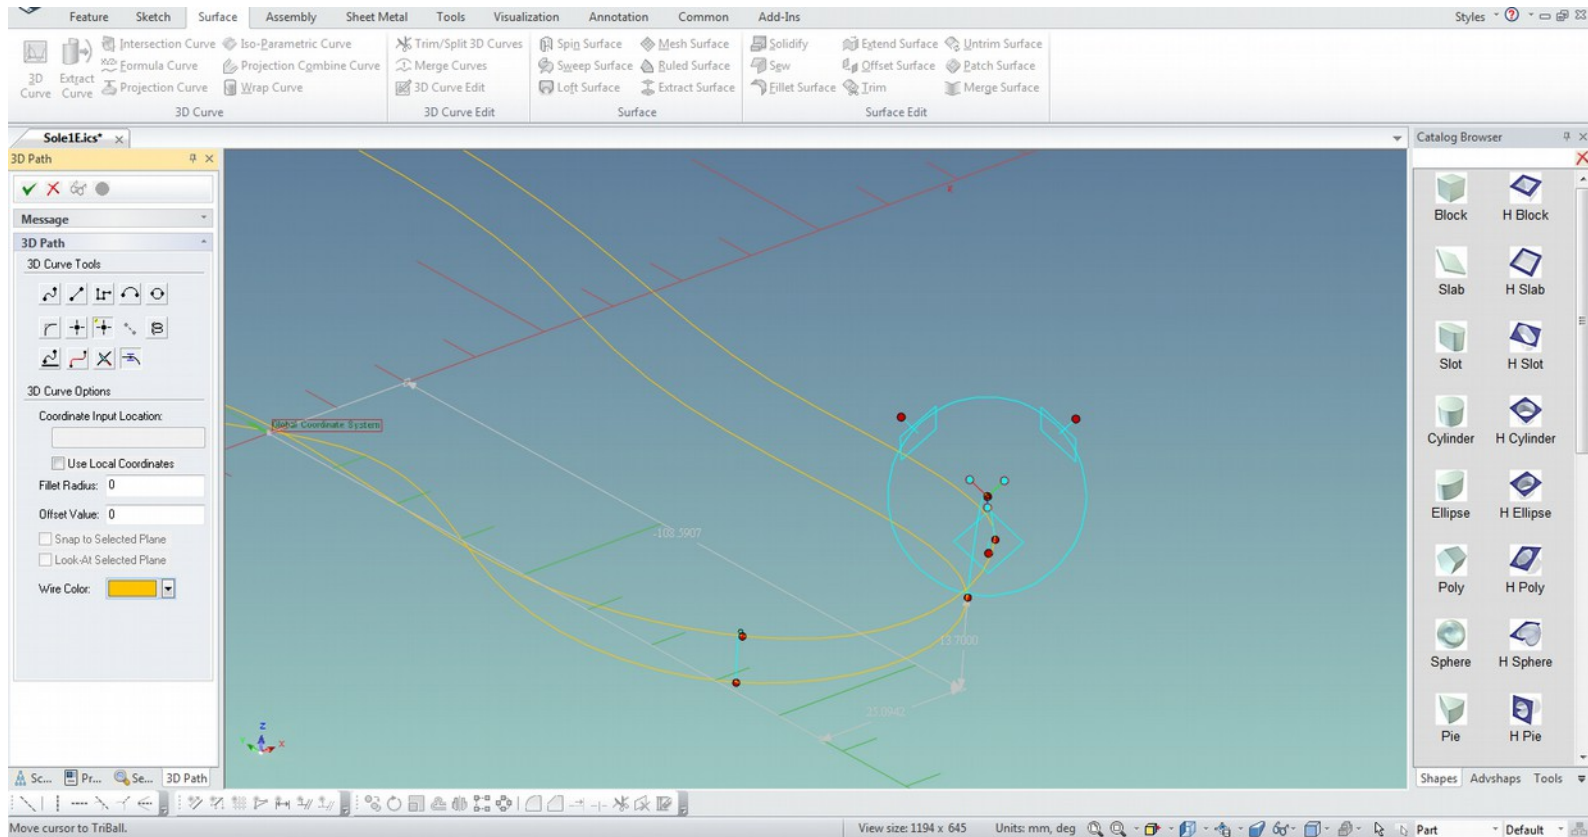 Feature Sketch Surface Assembly Sheet Metal Tools Visualization Annotation Common Add-Ins Styles
Intersection Curve Iso-Parametric Curve Trim/Split 3D Curves Spin Surface Mesh Surface Solidify Extend Surface Untrim Surface
3D Curve Extract Curve Formula Curve Projection Combine Curve Merge Curves Sweep Surface Ruled Surface Sew Offset Surface Patch Surface
Projection Curve Wrap Curve 3D Curve Edit Loft Surface Extract Surface Fillet Surface Trim Merge Surface
3D Curve 3D Curve Edit Surface Surface Edit
Sole1E.ics* Catalog Browser
3D Path
Message
3D Path
3D Curve Tools
3D Curve Options
Coordinate Input Location:
Use Local Coordinates
Fillet Radius: 0
Offset Value: 0
Snap to Selected Plane
Look-At Selected Plane
Wire Color:
Global Coordinate System
-108.5907
13.7000
25.0942
Z
Y X
Block H Block
Slab H Slab
Slot H Slot
Cylinder H Cylinder
Ellipse H Ellipse
Poly H Poly
Sphere H Sphere
Pie H Pie
Sc... Pr... Se... 3D Path Shapes Advshaps Tools
Move cursor to TriBall. View size: 1194 x 645 Units: mm, deg Part Default